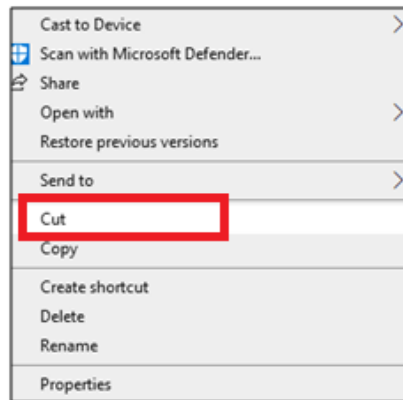 Cast to Device
Scan with Microsoft Defender...
Share
Open with
Restore previous versions
Send to
Cut
Copy
Create shortcut
Delete
Rename
Properties